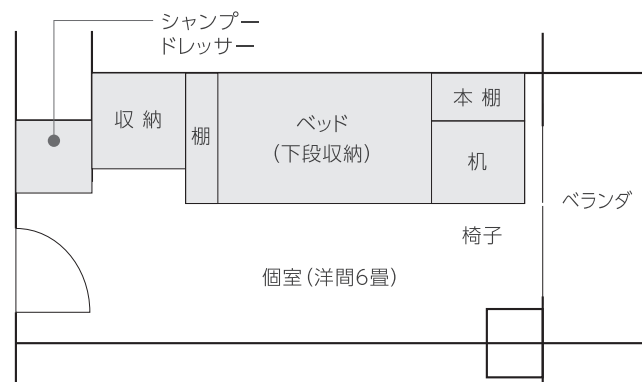 シャンプー
ドレッサー
収 納
棚
ベッド
(下段収納)
本 棚
机
ベランダ
椅子
個室(洋間6畳)